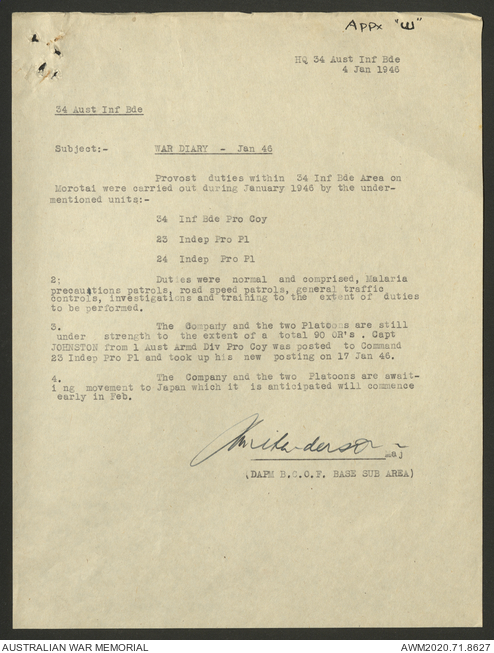 Appx "W"
HQ 34 Aust Inf Bde
4 Jan 1946
34 Aust Inf Bde
Subject:- WAR DIARY - Jan 46
Provost duties within 34 Inf Bde Area on
Morotai were carried out during January 1946 by the under-
mentioned units:-
34 Inf Bde Pro Coy
23 Indep Pro Pl
24 Indep Pro Pl
2; Duties were normal and comprised, Malaria
precautions patrols, road speed patrols, general traffic
controls, investigations and training to the extent of duties
to be performed.
3. The Company and the two Platoons are still
under strength to the extent of a total 90 OR's . Capt
JOHNSTON from 1 Aust Armd Div Pro Coy was posted to Command
23 Indep Pro Pl and took up his new posting on 17 Jan 46.
4. The Company and the two Platoons are await-
i ng movement to Japan which it is anticipated will commence
early in Feb.
Maj
(DAPM B.C.O.F. BASE SUB AREA)
AUSTRALIAN WAR MEMORIAL
AWM2020.71.8627